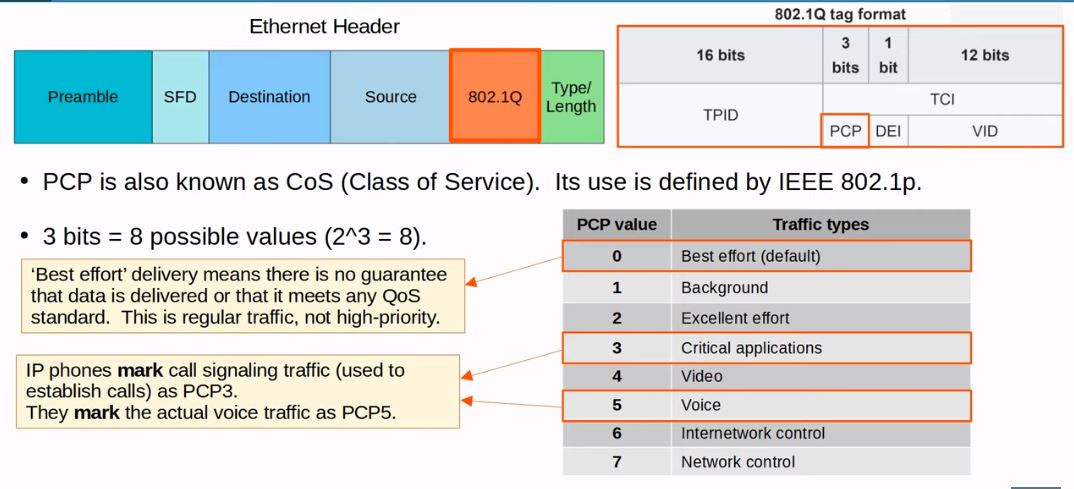 Ethernet Header
Preamble
SFD
Destination
Source
802.1Q
Type/
Length
802.1Q tag format
16 bits
3
bits
1
bit
12 bits
TPID
TCI
PCP
DEI
VID
• PCP is also known as CoS (Class of Service).  Its use is defined by IEEE 802.1p.
• 3 bits = 8 possible values (2^3 = 8).
‘Best effort’ delivery means there is no guarantee
that data is delivered or that it meets any QoS
standard.  This is regular traffic, not high-priority.
IP phones mark call signaling traffic (used to
establish calls) as PCP3.
They mark the actual voice traffic as PCP5.
PCP value Traffic types
0 Best effort (default)
1 Background
2 Excellent effort
3 Critical applications
4 Video
5 Voice
6 Internetwork control
7 Network control